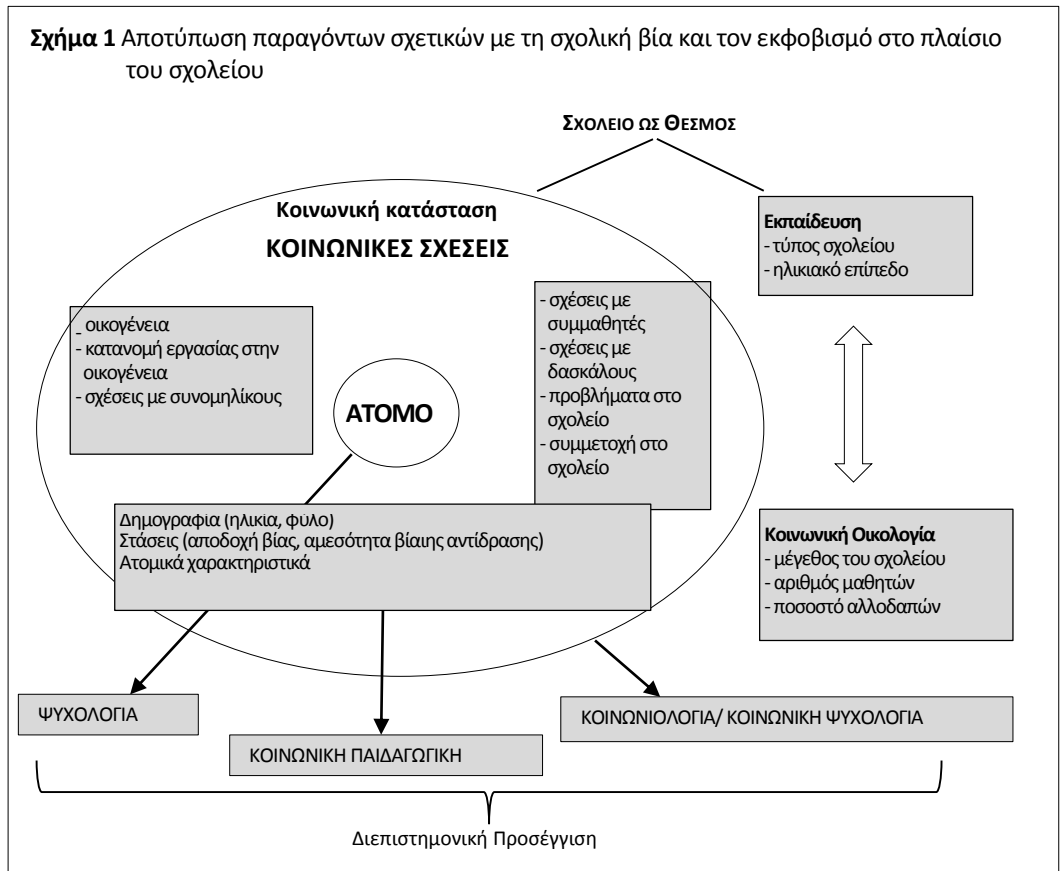 Σχήμα 1 Αποτύπωση παραγόντων σχετικών με τη σχολική βία και τον εκφοβισμό στο πλαίσιο
του σχολείου
ΣΧΟΛΕΙΟ ΩΣ ΘΕΣΜΟΣ
Κοινωνική κατάσταση
ΚΟΙΝΩΝΙΚΕΣ ΣΧΕΣΕΙΣ
Εκπαίδευση
- τύπος σχολείου
- ηλικιακό επίπεδο
- οικογένεια
- κατανομή εργασίας στην
οικογένεια
- σχέσεις με συνομηλίκους
ΑΤΟΜΟ
- σχέσεις με
συμμαθητές
- σχέσεις με
δασκάλους
- προβλήματα στο
σχολείο
- συμμετοχή στο
σχολείο
Δημογραφία (ηλικία, φύλο)
Στάσεις (αποδοχή βίας, αμεσότητα βίαιης αντίδρασης)
Ατομικά χαρακτηριστικά
Κοινωνική Οικολογία
- μέγεθος του σχολείου
- αριθμός μαθητών
- ποσοστό αλλοδαπών
ΨΥΧΟΛΟΓΙΑ
ΚΟΙΝΩΝΙΚΗ ΠΑΙΔΑΓΩΓΙΚΗ
ΚΟΙΝΩΝΙΟΛΟΓΙΑ/ ΚΟΙΝΩΝΙΚΗ ΨΥΧΟΛΟΓΙΑ
Διεπιστημονική Προσέγγιση